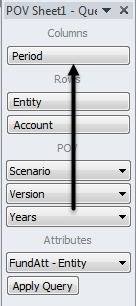 POV Sheet1 - Que
Columns
Period
Rows
Entity
Account
POV
Scenario
Version
Years
Attributes
FundAtt - Entity
Apply Query